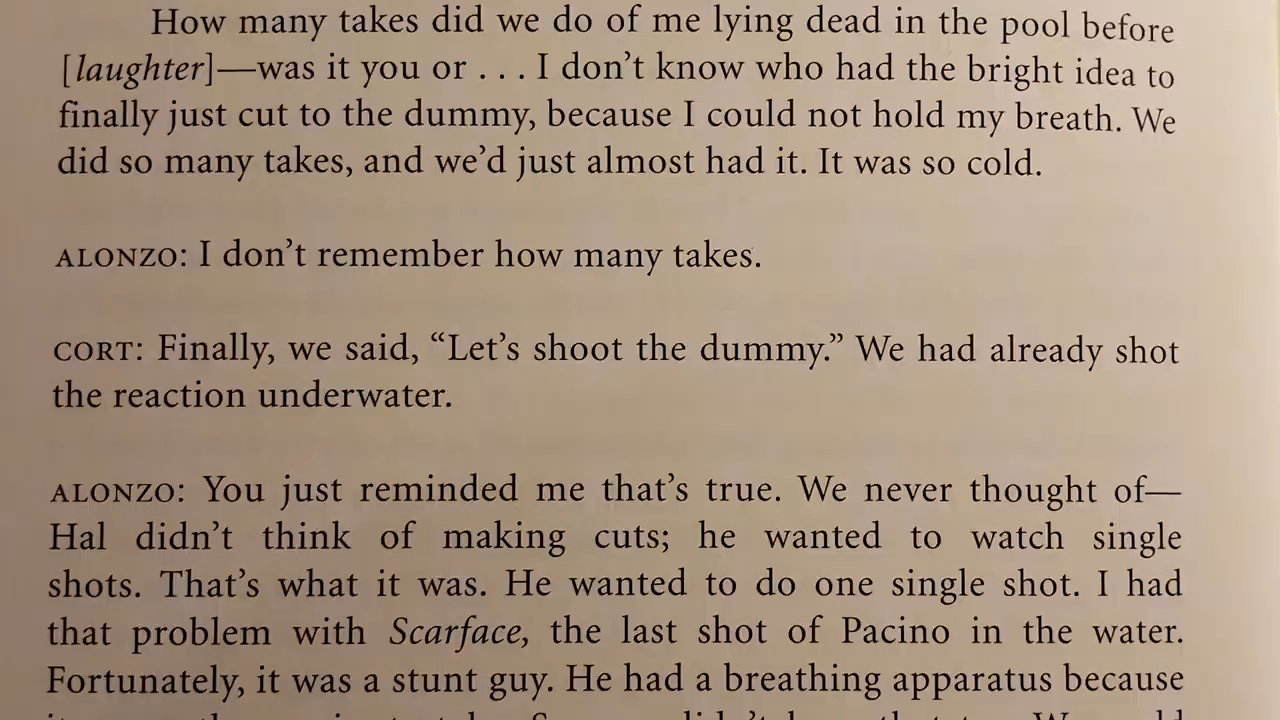 How many takes did we do of me lying dead in the pool before
[laughter]—was it you or . . . I don’t know who had the bright idea to
finally just cut to the dummy, because I could not hold my breath. We
did so many takes, and we’d just almost had it. It was so cold.
ALONZO: I don’t remember how many takes.
CORT: Finally, we said, “Let’s shoot the dummy.” We had already shot
the reaction underwater.
ALONZO: You just reminded me that’s true. We never thought of—
Hal didn’t think of making cuts; he wanted to watch single
shots. That’s what it was. He wanted to do one single shot. I had
that problem with Scarface, the last shot of Pacino in the water.
Fortunately, it was a stunt guy. He had a breathing apparatus because